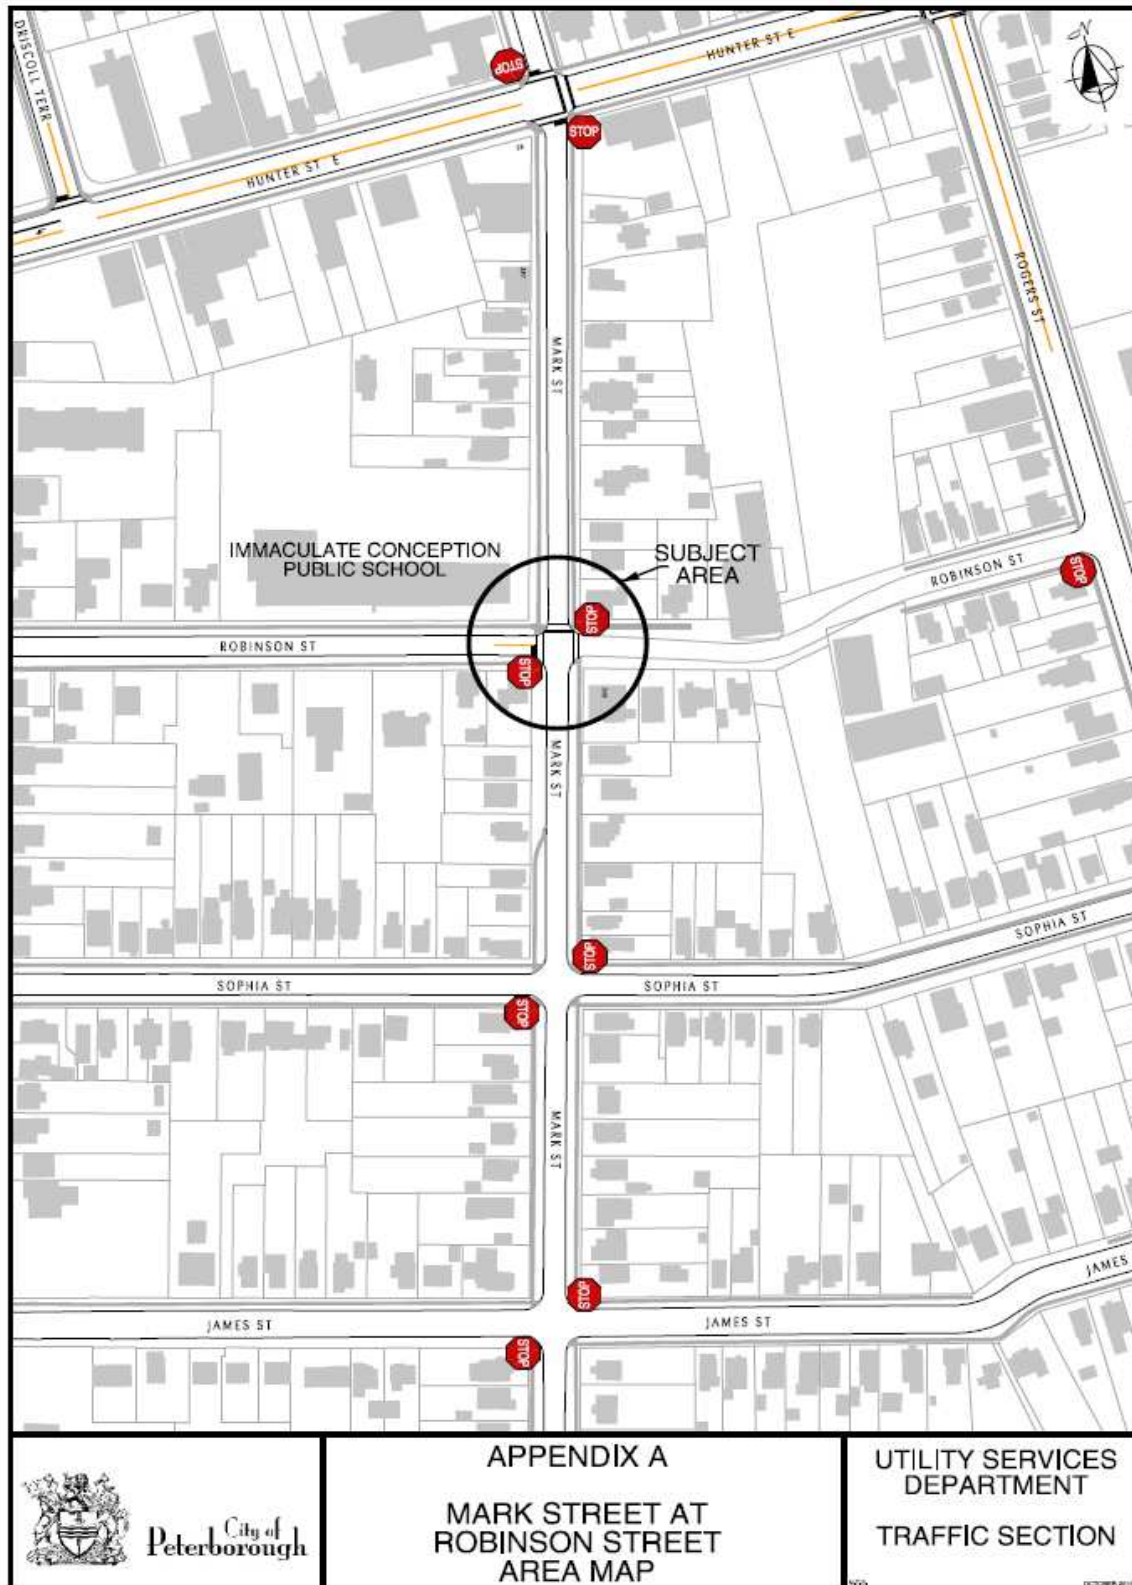 DRISCOLL TERR
STOP
HUNTER ST E
N
STOP
HUNTER ST E
ROGERS ST
MARK ST
IMMACULATE CONCEPTION
PUBLIC SCHOOL
SUBJECT
AREA
STOP
ROBINSON ST
STOP
ROBINSON ST
STOP
MARK ST
STOP
SOPHIA ST
SOPHIA ST
SOPHIA ST
STOP
MARK ST
STOP
JAMES ST
JAMES ST
JAMES
STOP
City of
Peterborough
APPENDIX A
MARK STREET AT
ROBINSON STREET
AREA MAP
UTILITY SERVICES
DEPARTMENT
TRAFFIC SECTION